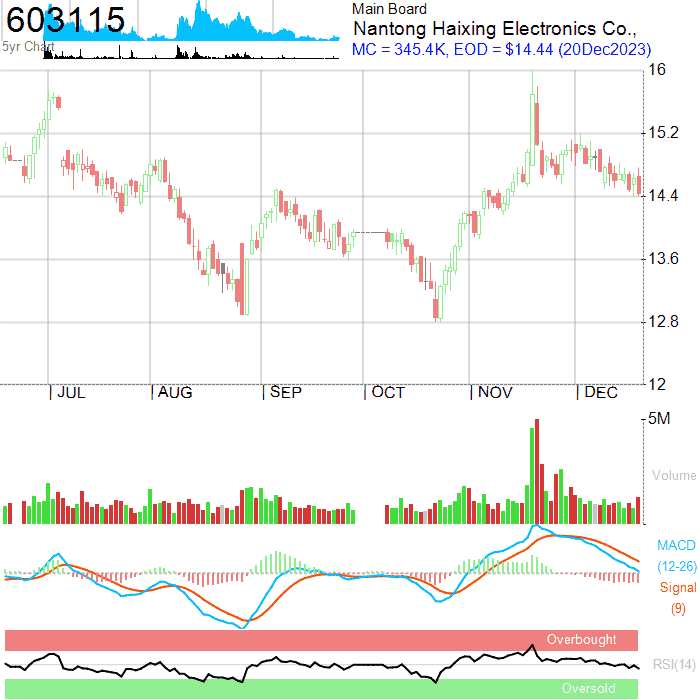 603115
5yr Chart
Main Board
Nantong Haixing Electronics Co.,
MC = 345.4K, EOD = $14.44 (20Dec2023)
16
15.2
14.4
13.6
12.8
12
JUL
AUG
SEP
OCT
NOV
DEC
5M
Volume
MACD
(12-26)
Signal
(9)
Overbought
RSI(14)
Oversold